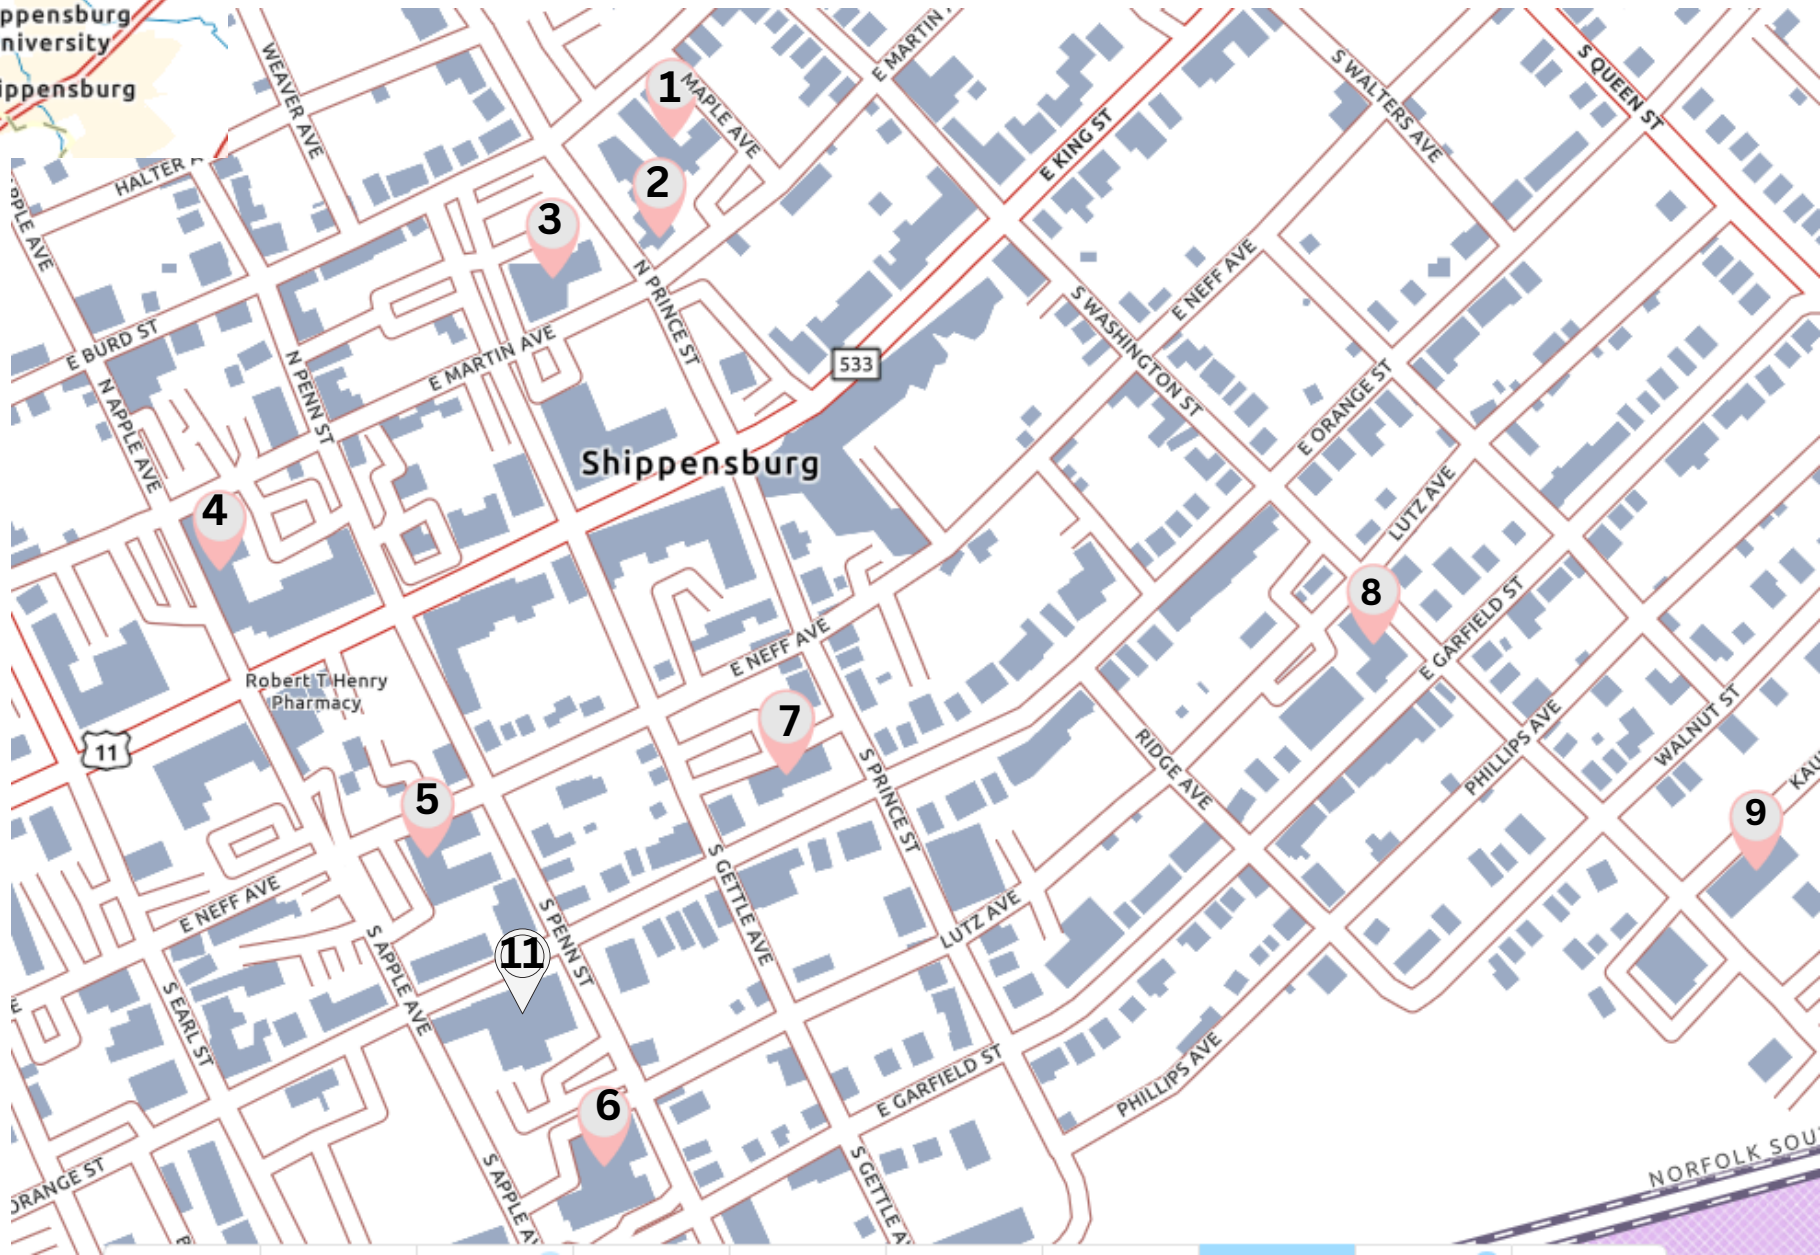 ppensburg
niversity
ippensburg
WEAVER AVE
HALTER
PPLE AVE
E BURD ST
N APPLE AVE
N PENN ST
E MARTIN AVE
N PRINCE ST
1
MAPLE AVE
2
3
E MARTIN
E KING ST
S WALTERS AVE
S QUEEN ST
E NEFF AVE
S WASHINGTON ST
E ORANGE ST
LUTZ AVE
533
Shippensburg
4
Robert T Henry
Pharmacy
11
E NEFF AVE
7
8
E GARFIELD ST
PHILLIPS AVE
WALNUT ST
KAU
9
RIDGE AVE
S PRINCE ST
5
S GETTLE AVE
E NEFF AVE
S APPLE AVE
S PENN ST
11
LUTZ AVE
S EARL ST
E GARFIELD ST
PHILLIPS AVE
6
ORANGE ST
S APPLE AV
S GETTLE AV
NORFOLK SOU